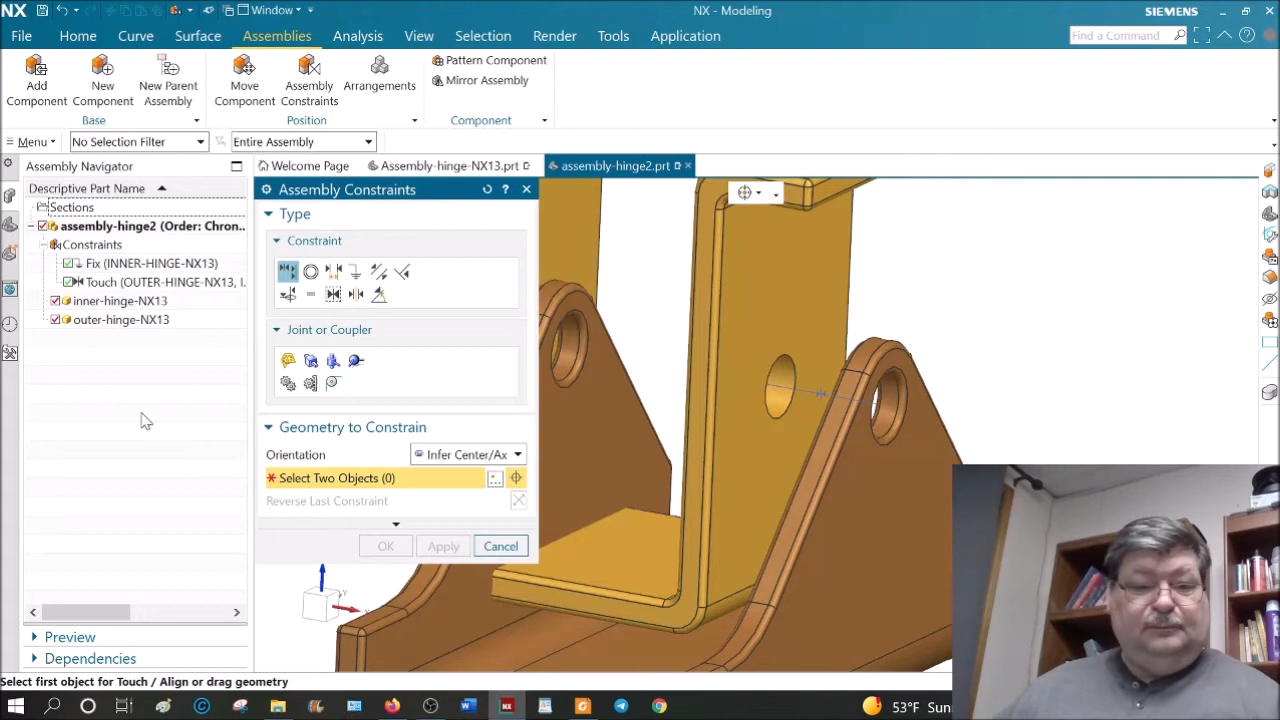 NX
Window
NX - Modeling
SIEMENS
File Home Curve Surface Assemblies Analysis View Selection Render Tools Application
Find a Command
Add Component
New Component
New Parent Assembly
Move Component
Assembly Constraints
Arrangements
Pattern Component
Mirror Assembly
Base
Position
Component
Menu
No Selection Filter
Entire Assembly
Assembly Navigator
Welcome Page
Assembly-hinge-NX13.prt
assembly-hinge2.prt
Descriptive Part Name
Sections
assembly-hinge2 (Order: Chron...
Constraints
Fix (INNER-HINGE-NX13)
Touch (OUTER-HINGE-NX13, I.
inner-hinge-NX13
outer-hinge-NX13
Preview
Dependencies
Assembly Constraints
Type
Constraint
Joint or Coupler
Geometry to Constrain
Orientation
Infer Center/Ax
* Select Two Objects (0)
Reverse Last Constraint
OK
Apply
Cancel
Y
X
Select first object for Touch / Align or drag geometry
53°F Sunn